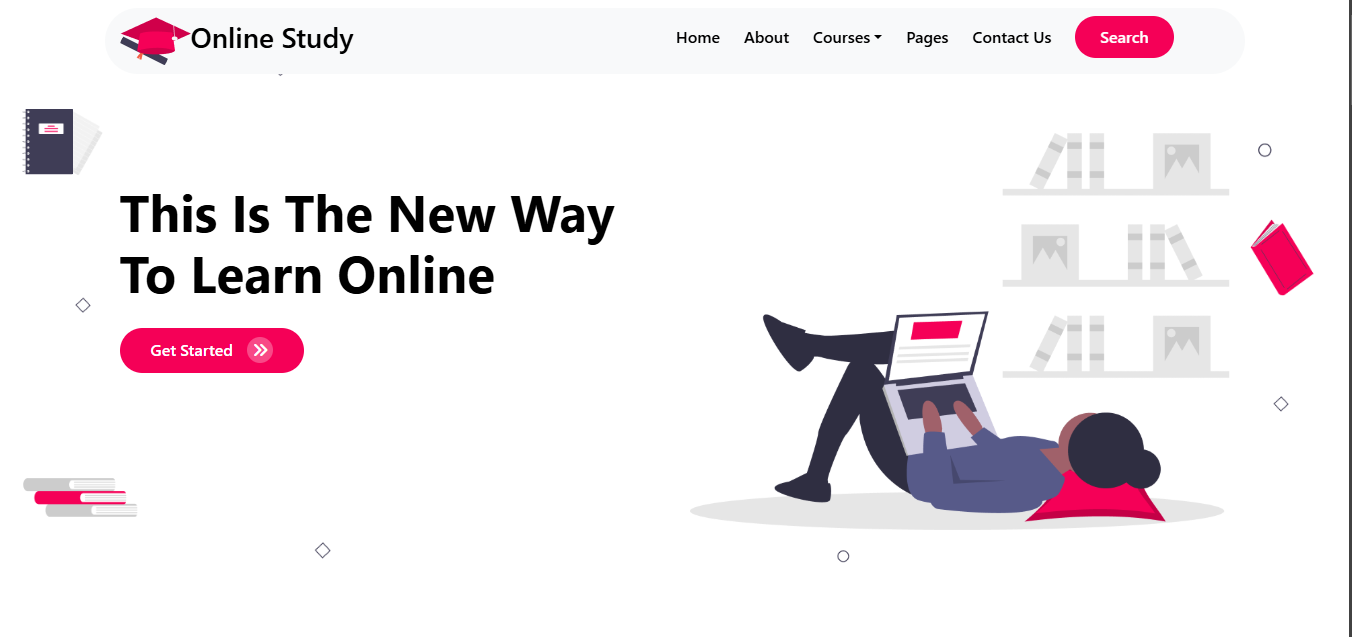 Online Study
Home
About
Courses
Pages
Contact Us
Search
This Is The New Way
To Learn Online
Get Started